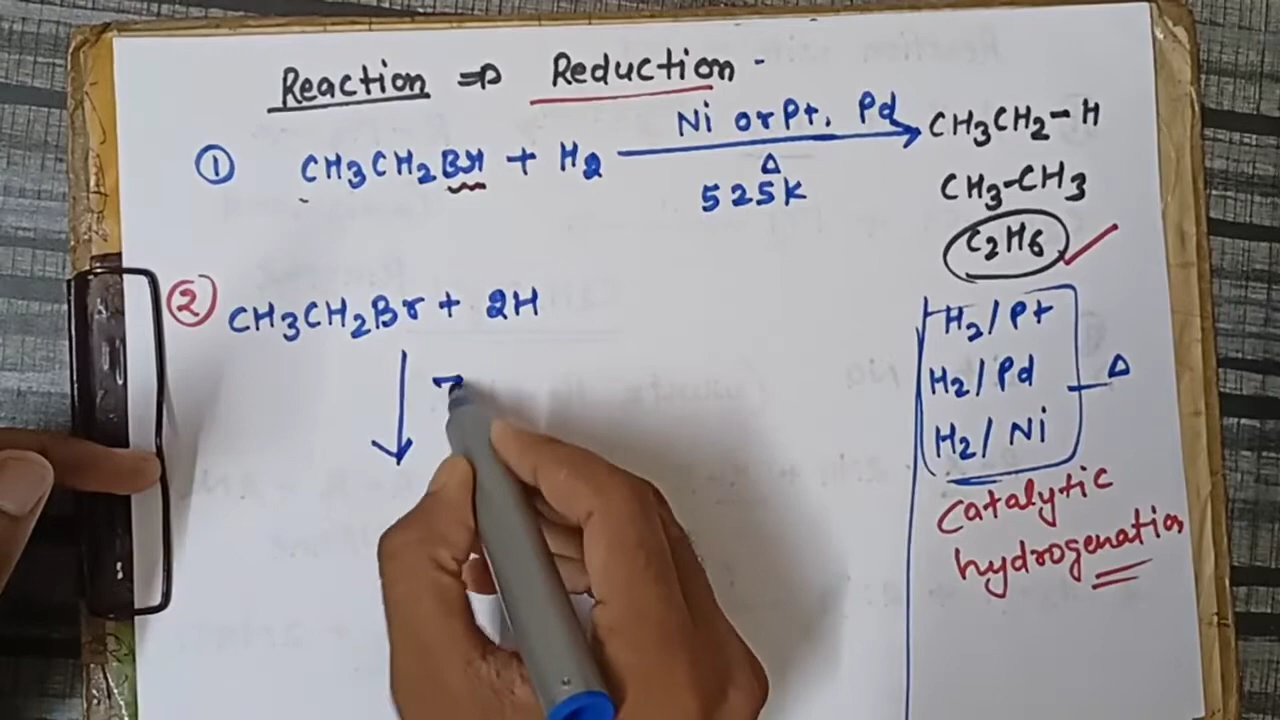 Reaction ⇒ Reduction -
① CH3CH2Br + H2 Ni or Pt, Pd Δ 525K CH3CH2-H
CH3-CH3
C2H6 ✓
② CH3CH2Br + 2H
H2/Pt
H2/Pd Δ
H2/Ni
Catalytic
hydrogenation